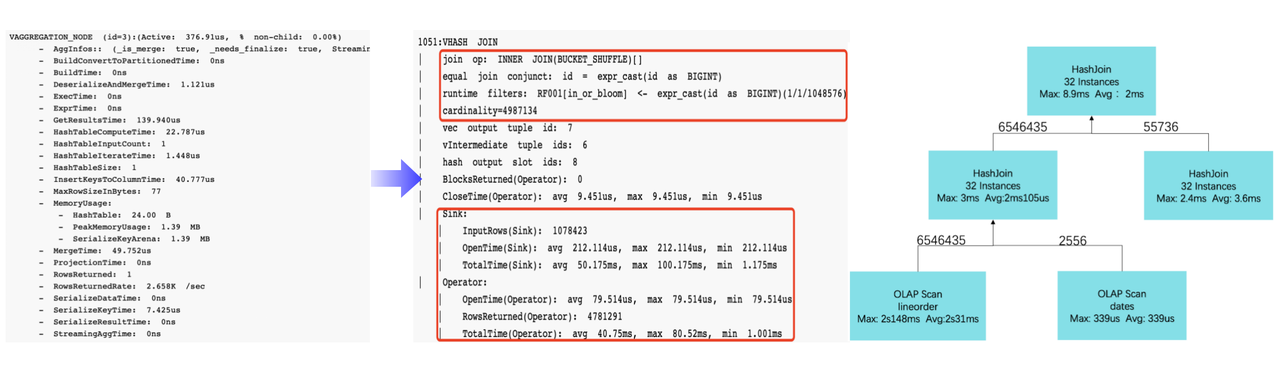 VAGGREGATION_NODE (id=3):(Active: 376.91us, % non-child: 0.00%)
- AggInfos:: (_is_merge: true, _needs_finalize: true, Stream
- BuildConvertToPartitionedTime: 0ns
- BuildTime: 0ns
- DeserializeAndMergeTime: 1.121us
- ExecTime: 0ns
- ExprTime: 0ns
- GetResultsTime: 139.940us
- HashTableComputeTime: 22.787us
- HashTableInputCount: 1
- HashTableIterateTime: 1.448us
- HashTableSize: 1
- InsertKeysToColumnTime: 40.777us
- MaxRowSizeInBytes: 77
- MemoryUsage:
- HashTable: 24.00 B
- PeakMemoryUsage: 1.39 MB
- SerializeKeyArena: 1.39 MB
- MergeTime: 49.752us
- ProjectionTime: 0ns
- RowsReturned: 1
- RowsReturnedRate: 2.658K /sec
- SerializeDataTime: 0ns
- SerializeKeyTime: 7.425us
- SerializeResultTime: 0ns
- StreamingAggTime: 0ns
1051:VHASH JOIN
| join op: INNER JOIN(BUCKET_SHUFFLE)[]
| equal join conjunct: id = expr_cast(id as BIGINT)
| runtime filters: RF001[in_or_bloom] <- expr_cast(id as BIGINT)(1/1/1048576)
| cardinality=4987134
| vec output tuple id: 7
| vIntermediate tuple ids: 6
| hash output slot ids: 8
| BlocksReturned(Operator): 0
| CloseTime(Operator): avg 9.451us, max 9.451us, min 9.451us
| Sink:
| InputRows(Sink): 1078423
| OpenTime(Sink): avg 212.114us, max 212.114us, min 212.114us
| TotalTime(Sink): avg 50.175ms, max 100.175ms, min 1.175ms
| Operator:
| OpenTime(Operator): avg 79.514us, max 79.514us, min 79.514us
| RowsReturned(Operator): 4781291
| TotalTime(Operator): avg 40.75ms, max 80.52ms, min 1.001ms
HashJoin
32 Instances
Max: 8.9ms Avg： 2ms
6546435
55736
HashJoin
32 Instances
Max: 3ms Avg:2ms105us
HashJoin
32 Instances
Max: 2.4ms Avg: 3.6ms
6546435
2556
OLAP Scan
lineorder
Max: 2s148ms Avg:2s31ms
OLAP Scan
dates
Max: 339us Avg: 339us